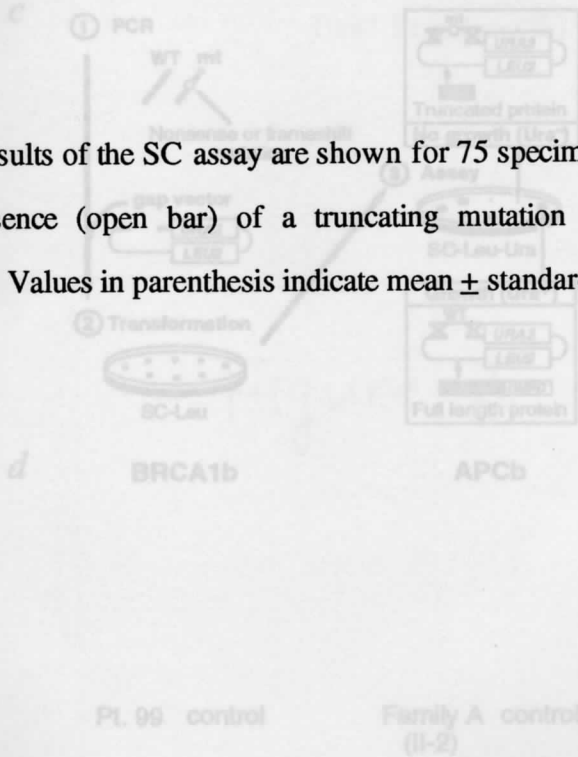 c
① PCR
WT mt
URA3
LEU2
Truncated protein
Nonsense or frameshift
No growth (Ura-)
sults of the SC assay are shown for 75 specim
③ Assay
gap vector
sence (open bar) of a truncating mutation
LEU2
SC-Leu-Ura
Values in parenthesis indicate mean ± standar
② Transformation
WT
URA3
LEU2
SC-Leu
Full length protein
d
BRCA1b APCb
Pt. 99 control Family A control
(II-2)